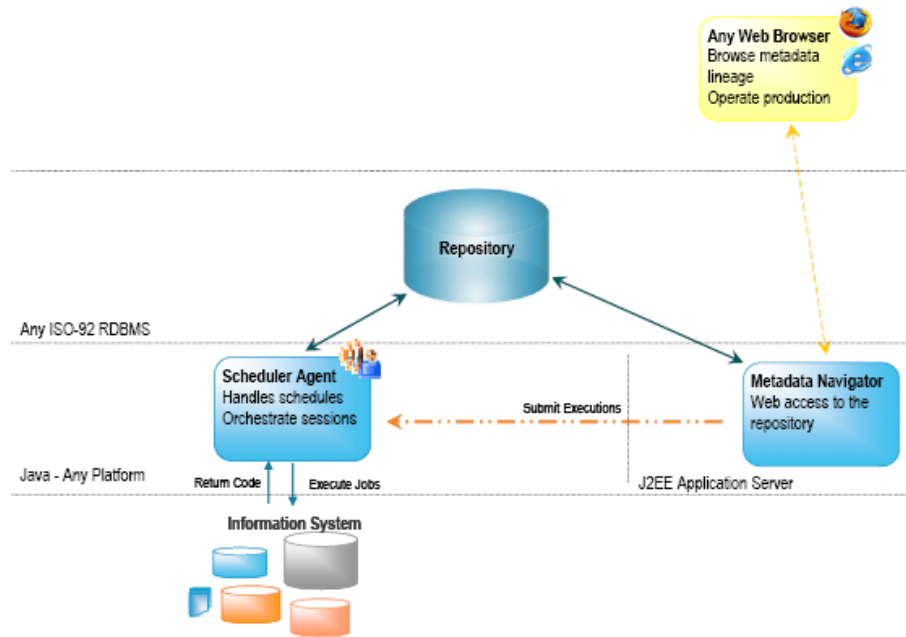 Any Web Browser
Browse metadata
lineage
Operate production
Repository
Any ISO-92 RDBMS
Scheduler Agent
Handles schedules
Orchestrate sessions
Submit Executions
Metadata Navigator
Web access to the
repository
Java - Any Platform
Return Code
Execute Jobs
J2EE Application Server
Information System